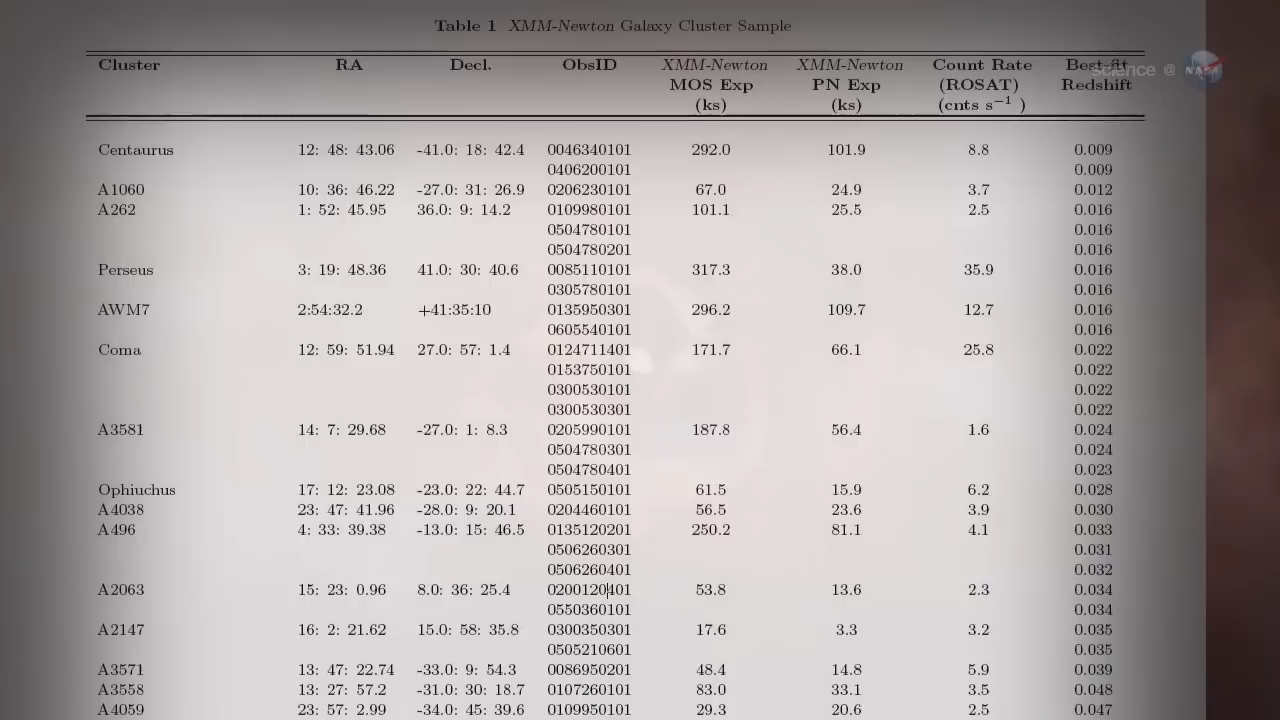 Table 1 XMM-Newton Galaxy Cluster Sample
Cluster RA Decl. ObsID XMM-Newton XMM-Newton Count Rate Best-fit
MOS Exp PN Exp (ROSAT) Redshift
(ks) (ks) (cnts s−1 )
science @ NASA
Centaurus 12: 48: 43.06 -41.0: 18: 42.4 0046340101 292.0 101.9 8.8 0.009
0406200101 0.009
A1060 10: 36: 46.22 -27.0: 31: 26.9 0206230101 67.0 24.9 3.7 0.012
A262 1: 52: 45.95 36.0: 9: 14.2 0109980101 101.1 25.5 2.5 0.016
0504780101 0.016
0504780201 0.016
Perseus 3: 19: 48.36 41.0: 30: 40.6 0085110101 317.3 38.0 35.9 0.016
0305780101 0.016
AWM7 2:54:32.2 +41:35:10 0135950301 296.2 109.7 12.7 0.016
0605540101 0.016
Coma 12: 59: 51.94 27.0: 57: 1.4 0124711401 171.7 66.1 25.8 0.022
0153750101 0.022
0300530101 0.022
0300530301 0.022
A3581 14: 7: 29.68 -27.0: 1: 8.3 0205990101 187.8 56.4 1.6 0.024
0504780301 0.024
0504780401 0.023
Ophiuchus 17: 12: 23.08 -23.0: 22: 44.7 0505150101 61.5 15.9 6.2 0.028
A4038 23: 47: 41.96 -28.0: 9: 20.1 0204460101 56.5 23.6 3.9 0.030
A496 4: 33: 39.38 -13.0: 15: 46.5 0135120201 250.2 81.1 4.1 0.033
0506260301 0.031
0506260401 0.032
A2063 15: 23: 0.96 8.0: 36: 25.4 0200120401 53.8 13.6 2.3 0.034
0550360101 0.034
A2147 16: 2: 21.62 15.0: 58: 35.8 0300350301 17.6 3.3 3.2 0.035
0505210601 0.035
A3571 13: 47: 22.74 -33.0: 9: 54.3 0086950201 48.4 14.8 5.9 0.039
A3558 13: 27: 57.2 -31.0: 30: 18.7 0107260101 83.0 33.1 3.5 0.048
A4059 23: 57: 2.99 -34.0: 45: 39.6 0109950101 29.3 20.6 2.5 0.047